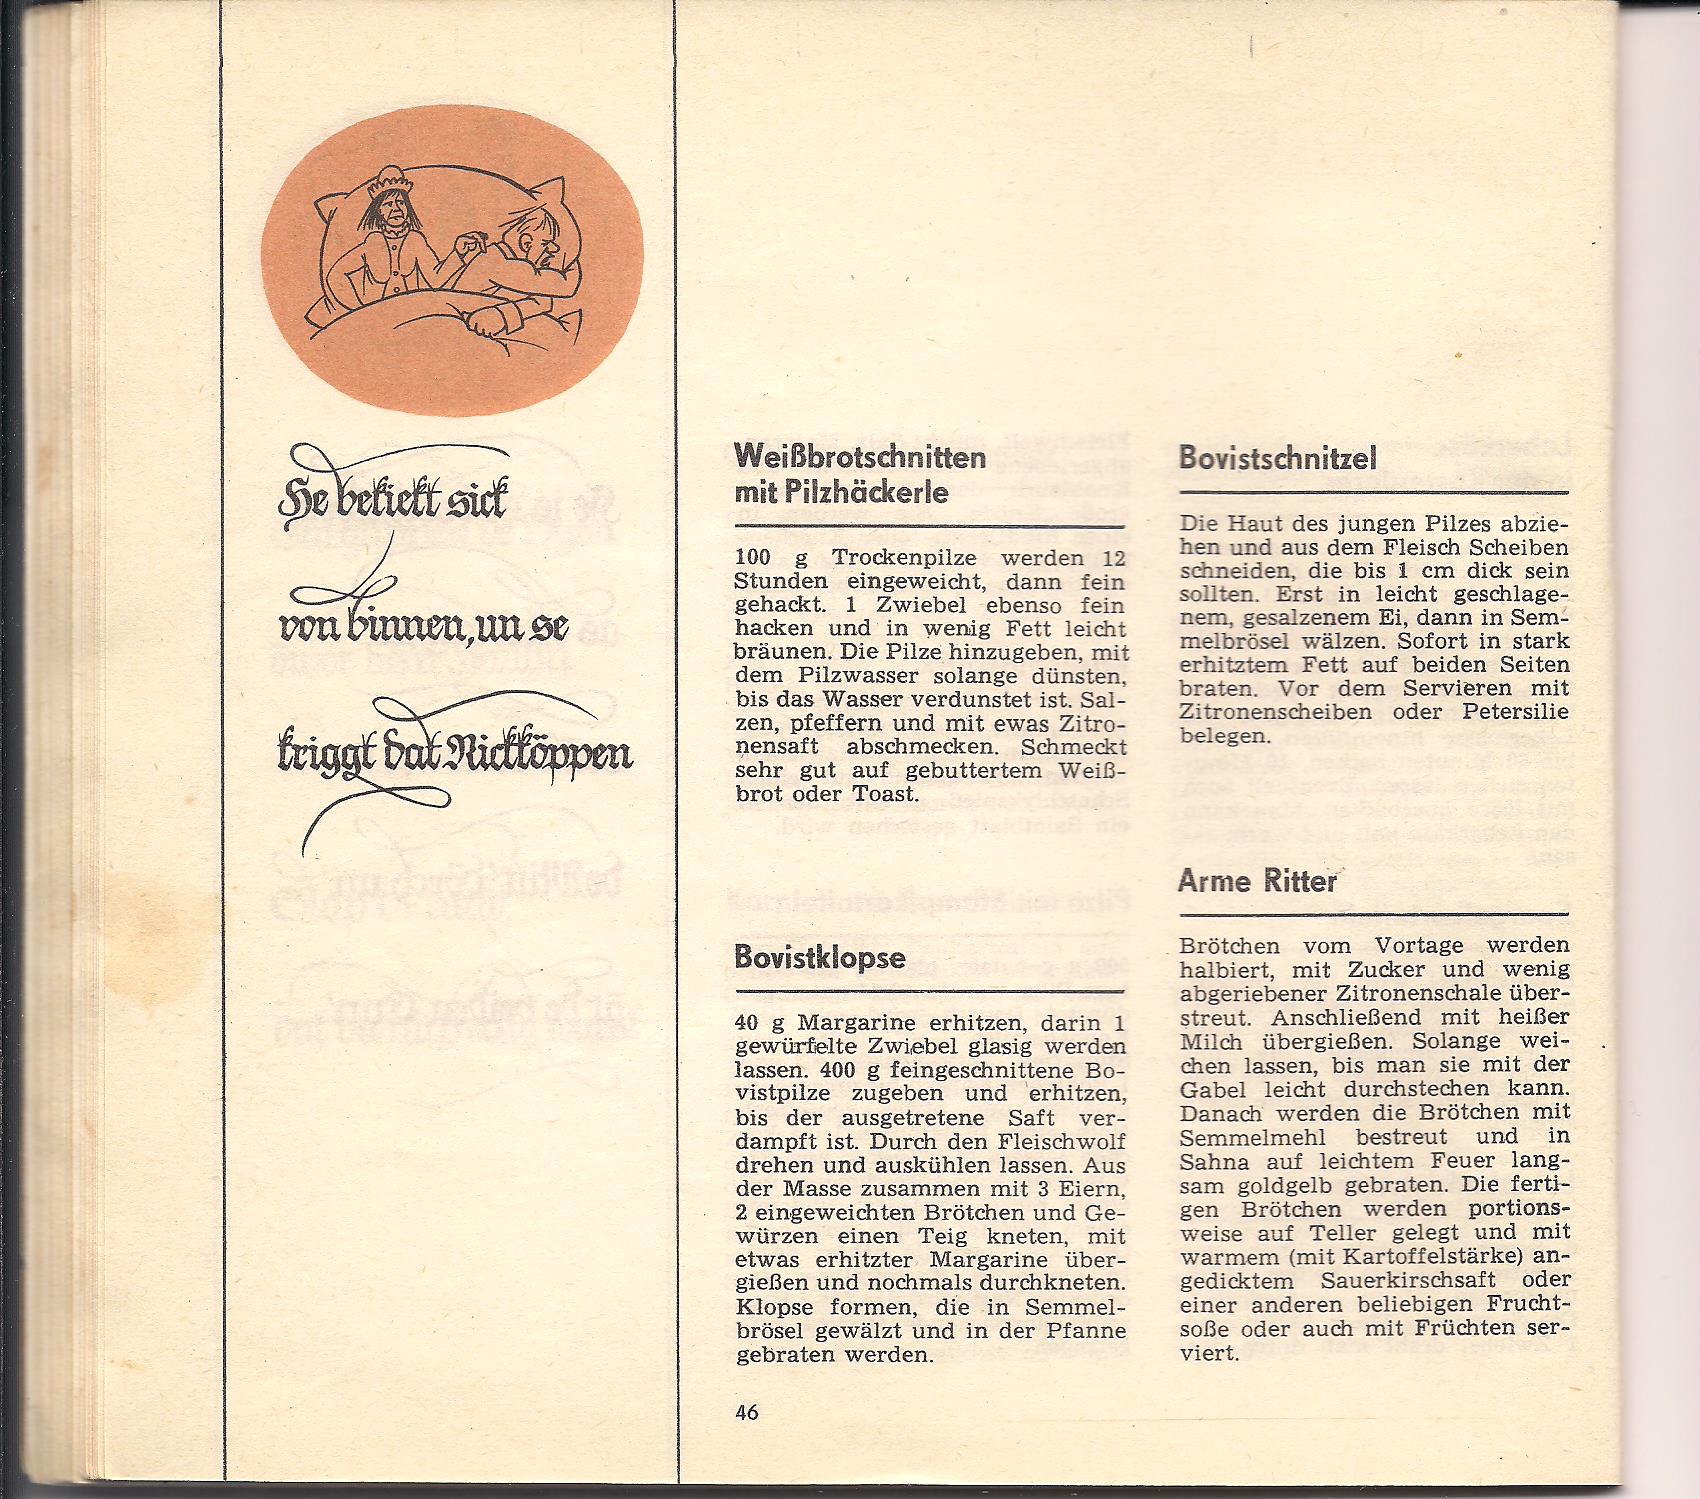 He bekiekt sick
von binnen, un se
kriggt dat Nickköppen
Weißbrotschnitten
mit Pilzhäckerle
100 g Trockenpilze werden 12
Stunden eingeweicht, dann fein
gehackt. 1 Zwiebel ebenso fein
hacken und in wenig Fett leicht
bräunen. Die Pilze hinzugeben, mit
dem Pilzwasser solange dünsten,
bis das Wasser verdunstet ist. Sal-
zen, pfeffern und mit ewas Zitro-
nensaft abschmecken. Schmeckt
sehr gut auf gebuttertem Weiß-
brot oder Toast.
Bovistklopse
40 g Margarine erhitzen, darin 1
gewürfelte Zwiebel glasig werden
lassen. 400 g feingeschnittene Bo-
vistpilze zugeben und erhitzen,
bis der ausgetretene Saft ver-
dampft ist. Durch den Fleischwolf
drehen und auskühlen lassen. Aus
der Masse zusammen mit 3 Eiern,
2 eingeweichten Brötchen und Ge-
würzen einen Teig kneten, mit
etwas erhitzter Margarine über-
gießen und nochmals durchkneten.
Klopse formen, die in Semmel-
brösel gewälzt und in der Pfanne
gebraten werden.
Bovistschnitzel
Die Haut des jungen Pilzes abzie-
hen und aus dem Fleisch Scheiben
schneiden, die bis 1 cm dick sein
sollten. Erst in leicht geschlage-
nem, gesalzenem Ei, dann in Sem-
melbrösel wälzen. Sofort in stark
erhitztem Fett auf beiden Seiten
braten. Vor dem Servieren mit
Zitronenscheiben oder Petersilie
belegen.
Arme Ritter
Brötchen vom Vortage werden
halbiert, mit Zucker und wenig
abgeriebener Zitronenschale über-
streut. Anschließend mit heißer
Milch übergießen. Solange wei-
chen lassen, bis man sie mit der
Gabel leicht durchstechen kann.
Danach werden die Brötchen mit
Semmelmehl bestreut und in
Sahna auf leichtem Feuer lang-
sam goldgelb gebraten. Die ferti-
gen Brötchen werden portions-
weise auf Teller gelegt und mit
warmem (mit Kartoffelstärke) an-
gedicktem Sauerkirschsaft oder
einer anderen beliebigen Frucht-
soße oder auch mit Früchten ser-
viert.
46